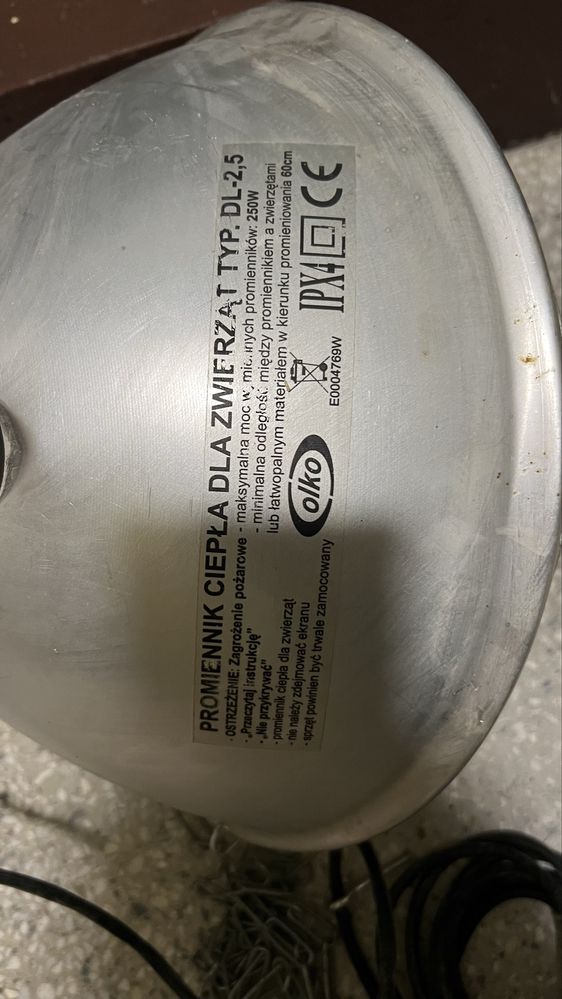 PROMIENNIK CIEPŁA DLA ZWIERZĄT TYP. DL-2,5
- OSTRZEŻENIE: Zagrożenie pożarowe
- „Przeczytaj instrukcję”
- „Nie przykrywać”
- promiennik ciepła dla zwierząt
- nie należy zdejmować ekranu
- sprzęt powinien być trwale zamocowany
- maksymalna moc promienników: 250W
- minimalna odległość między promiennikiem a zwierzętami
lub łatwopalnym materiałem w kierunku promieniowania 60cm
olko
E0004769W
IPX4 CE